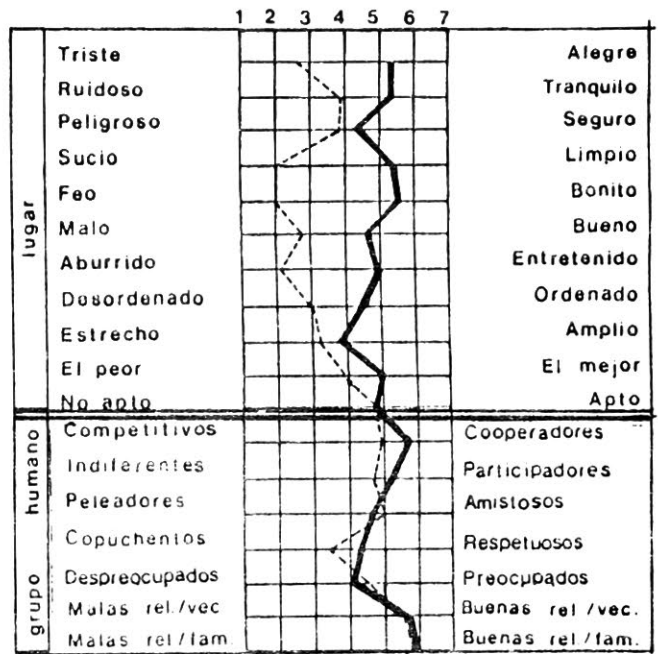 1 2 3 4 5 6 7
lugar
Triste Alegre
Ruidoso Tranquilo
Peligroso Seguro
Sucio Limpio
Feo Bonito
Malo Bueno
Aburrido Entretenido
Desordenado Ordenado
Estrecho Amplio
El peor El mejor
No apto Apto
grupo humano
Competitivos Cooperadores
Indiferentes Participadores
Peleadores Amistosos
Copuchentos Respetuosos
Despreocupados Preocupados
Malas rel./vec Buenas rel./vec.
Malas rel/fam. Buenas rel./fam.